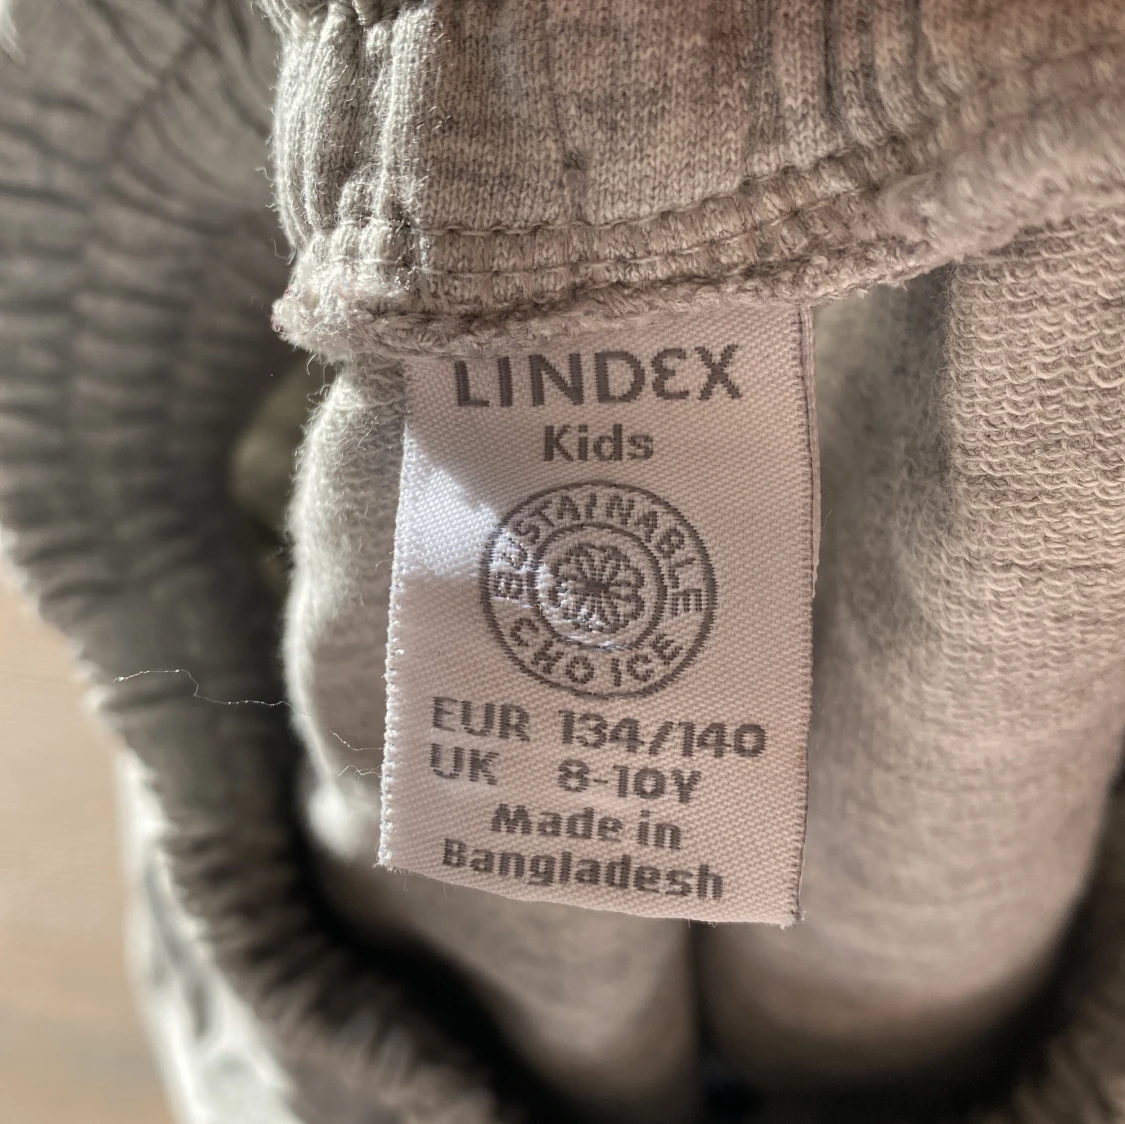 LINDEX
Kids
SUSTAINABLE
CHOICE
EUR 134/140
UK 8-10Y
Made in
Bangladesh